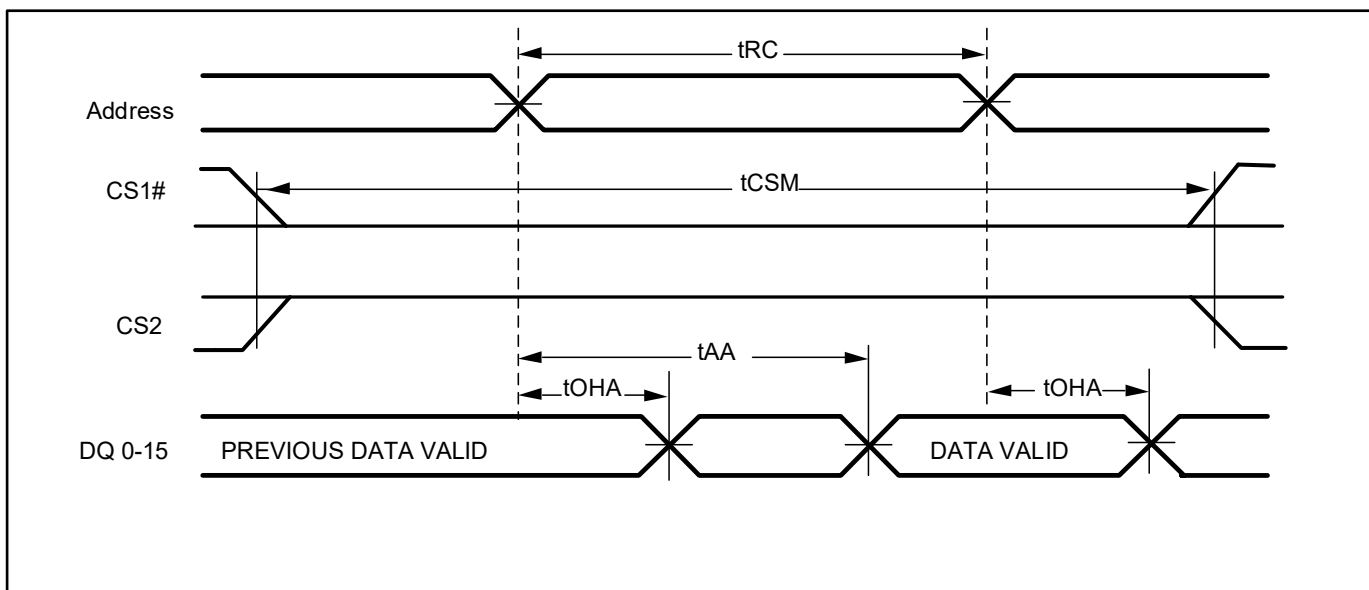 tRC
Address
CS1#
tCSM
CS2
tAA
tOHA
tOHA
DQ 0-15
PREVIOUS DATA VALID
DATA VALID